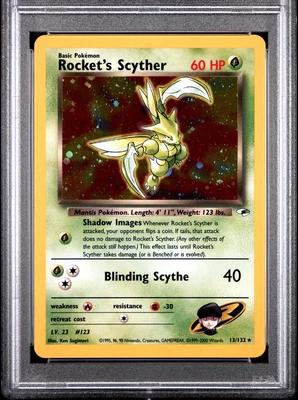 Basic Pokémon
Rocket's Scyther 60 HP
Mantis Pokémon. Length: 4' 11", Weight: 123 lbs.
Shadow Images Whenever Rocket's Scyther is
attacked, your opponent flips a coin. If tails, that attack
does no damage to Rocket's Scyther. (Any other effects of
the attack still happen.) This effect lasts until Rocket's
Scyther takes damage (or is Benched or is evolved).
Blinding Scythe 40
weakness resistance -30
retreat cost
LV. 23 #123
Illus. Ken Sugimori ©1995, 96, 98 Nintendo, Creatures, GAMEFREAK. ©1999-2000 Wizards. 13/132 ★